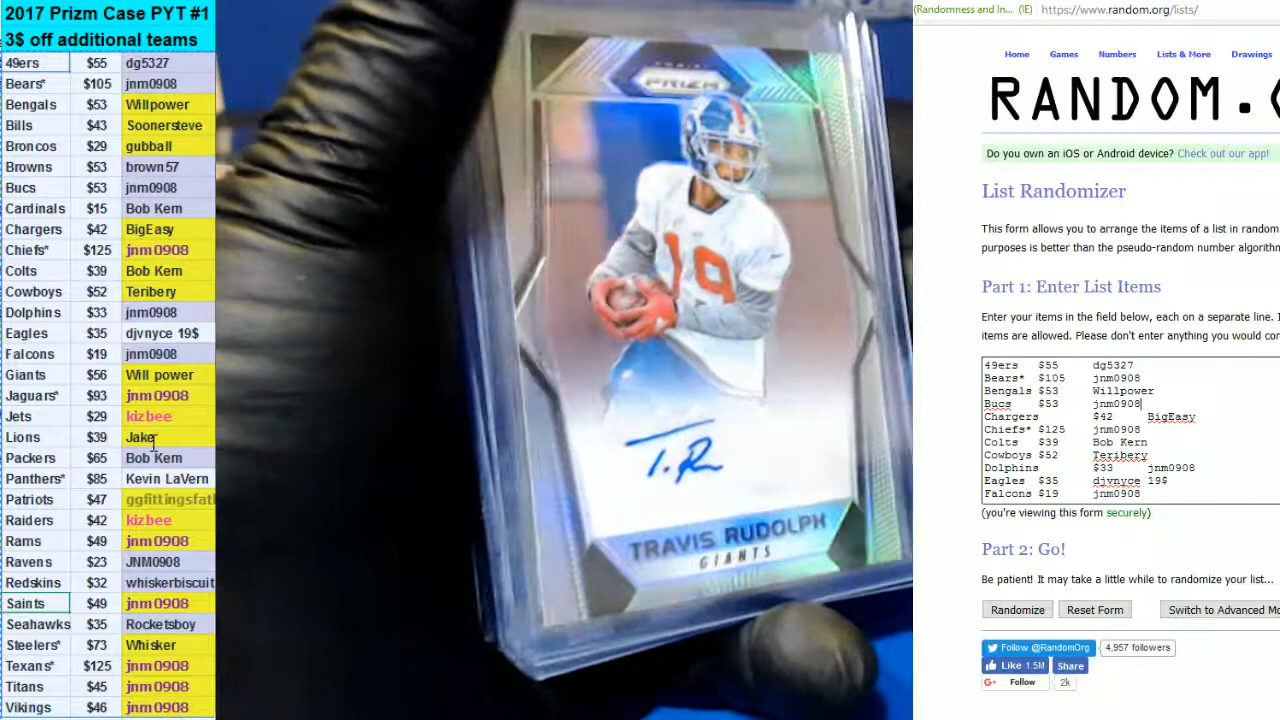 2017 Prizm Case PYT #1
3$ off additional teams
49ers $55 dg5327
Bears* $105 jnm0908
Bengals $53 Willpower
Bills $43 Soonersteve
Broncos $29 gubball
Browns $53 brown57
Bucs $53 jnm0908
Cardinals $15 Bob Kern
Chargers $42 BigEasy
Chiefs* $125 jnm0908
Colts $39 Bob Kern
Cowboys $52 Teribery
Dolphins $33 jnm0908
Eagles $35 djvnyce 19$
Falcons $19 jnm0908
Giants $56 Will power
Jaguars* $93 jnm0908
Jets $29 kizbee
Lions $39 Jake
Packers $65 Bob Kern
Panthers* $85 Kevin LaVern
Patriots $47 ggfittingsfat
Raiders $42 kizbee
Rams $49 jnm0908
Ravens $23 JNM0908
Redskins $32 whiskerbiscuit
Saints $49 jnm0908
Seahawks $35 Rocketsboy
Steelers* $73 Whisker
Texans* $125 jnm0908
Titans $45 jnm0908
Vikings $46 jnm0908
PANINI
PRIZM
19
T. R
TRAVIS RUDOLPH
GIANTS
(Randomness and In... (IE) https://www.random.org/lists/
Home Games Numbers Lists & More Drawings
RANDOM.
Do you own an iOS or Android device? Check out our app!
List Randomizer
This form allows you to arrange the items of a list in random
purposes is better than the pseudo-random number algorithm
Part 1: Enter List Items
Enter your items in the field below, each on a separate line. I
items are allowed. Please don't enter anything you would con
49ers $55 dg5327
Bears* $105 jnm0908
Bengals $53 Willpower
Bucs $53 jnm0908
Chargers $42 BigEasy
Chiefs* $125 jnm0908
Colts $39 Bob Kern
Cowboys $52 Teribery
Dolphins $33 jnm0908
Eagles $35 djvnyce 19$
Falcons $19 jnm0908
(you're viewing this form securely)
Part 2: Go!
Be patient! It may take a little while to randomize your list...
Randomize Reset Form Switch to Advanced Mo
Follow @RandomOrg 4,957 followers
Like 1.5M Share
G+ Follow 2k